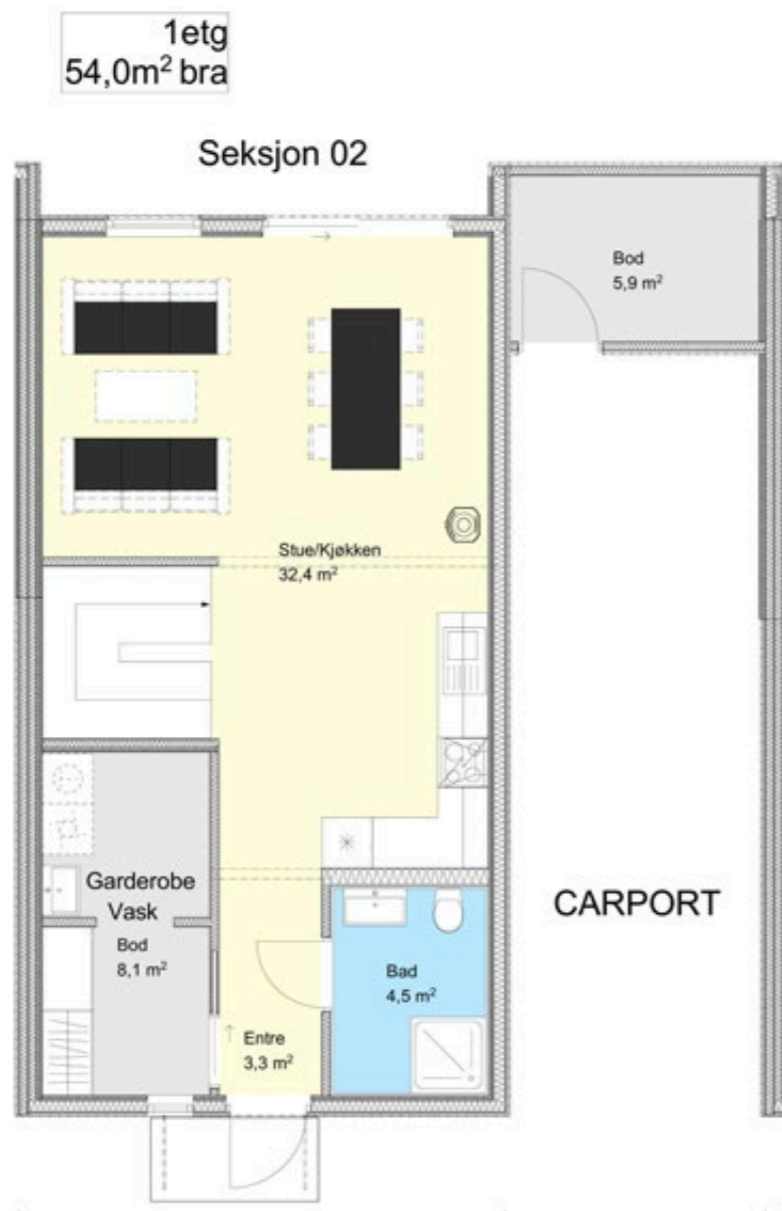 1etg
54,0m² bra
Seksjon 02
Bod
5,9 m²
Stue/Kjøkken
32,4 m²
Garderobe
Vask
Bod
8,1 m²
CARPORT
Bad
4,5 m²
Entre
3,3 m²